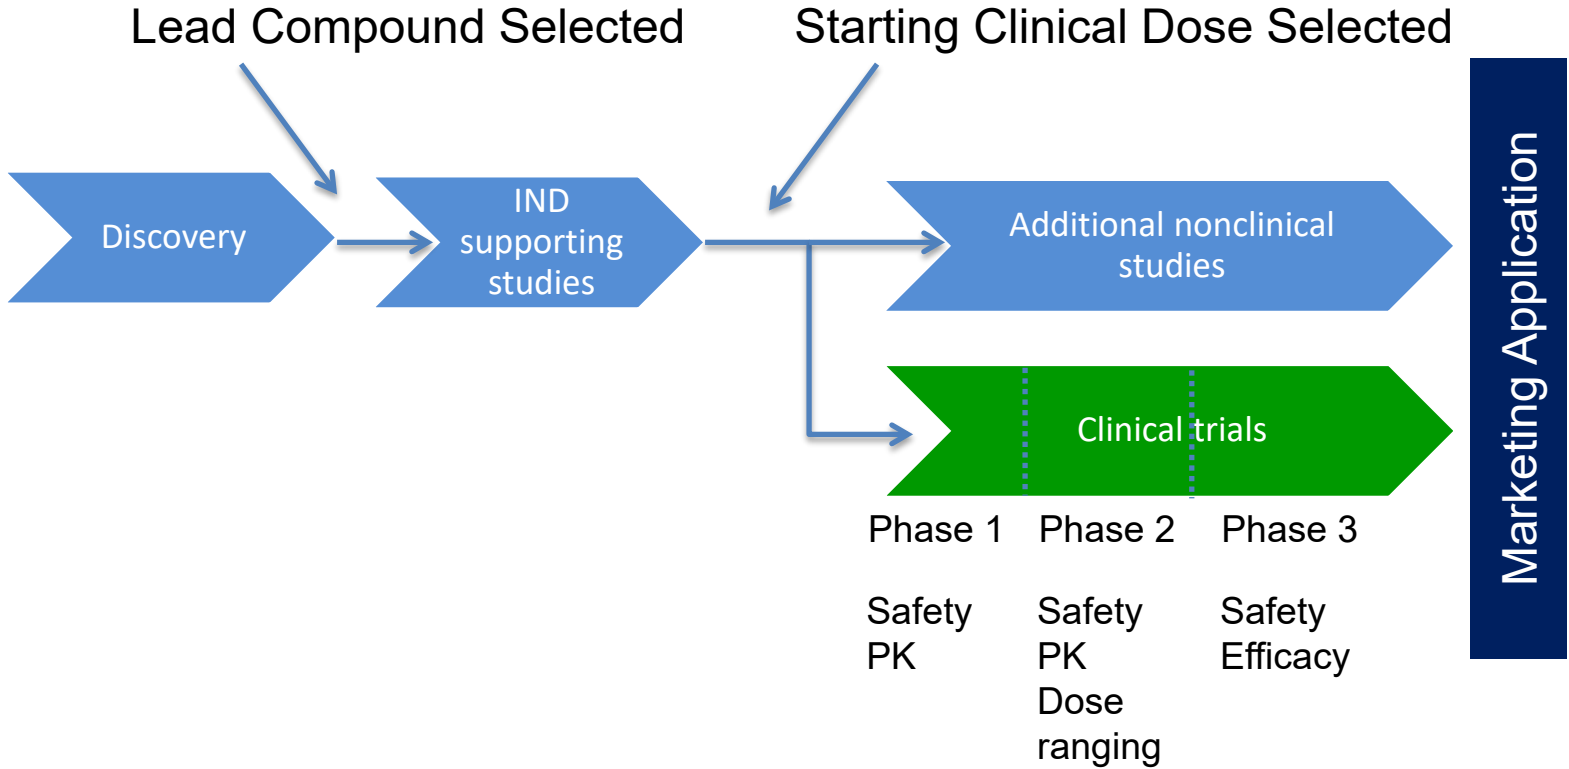 Lead Compound Selected
Starting Clinical Dose Selected
Discovery
IND
supporting
studies
Additional nonclinical
studies
Clinical trials
Phase 1
Phase 2
Phase 3
Safety
PK
Safety
PK
Dose
ranging
Safety
Efficacy
Marketing Application